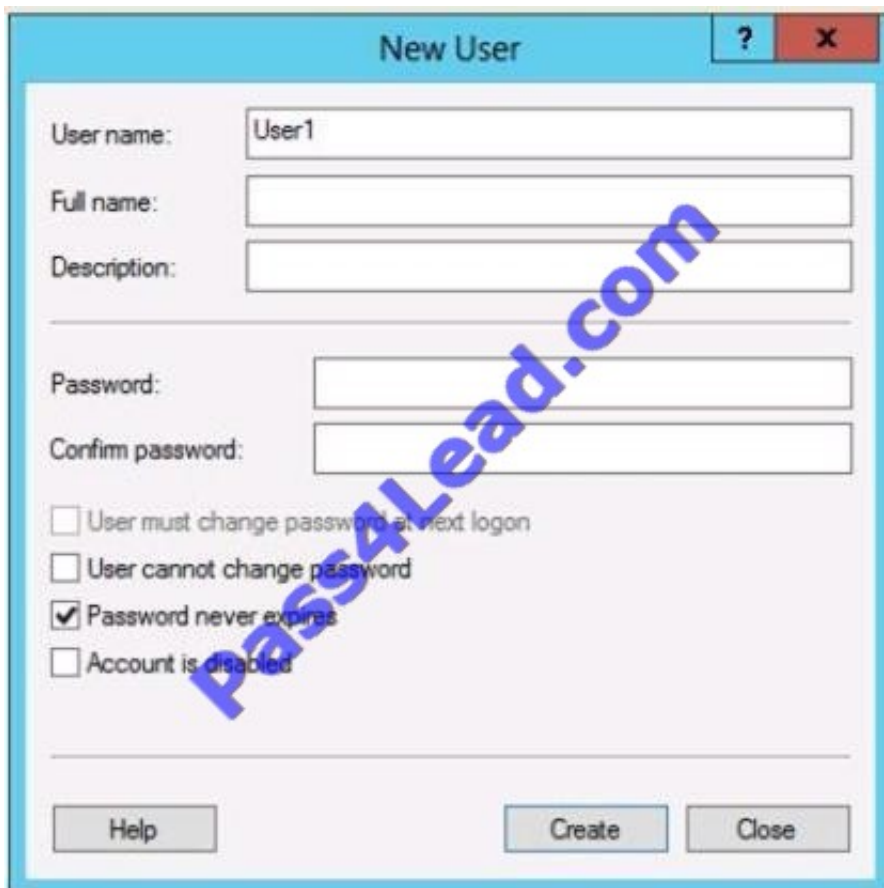 New User
?
x
User name:
User1
Full name:
Description:
Password:
Confirm password:
User must change password at next logon
User cannot change password
Password never expires
Account is disabled
Help
Create
Close
Pass4Lead.com